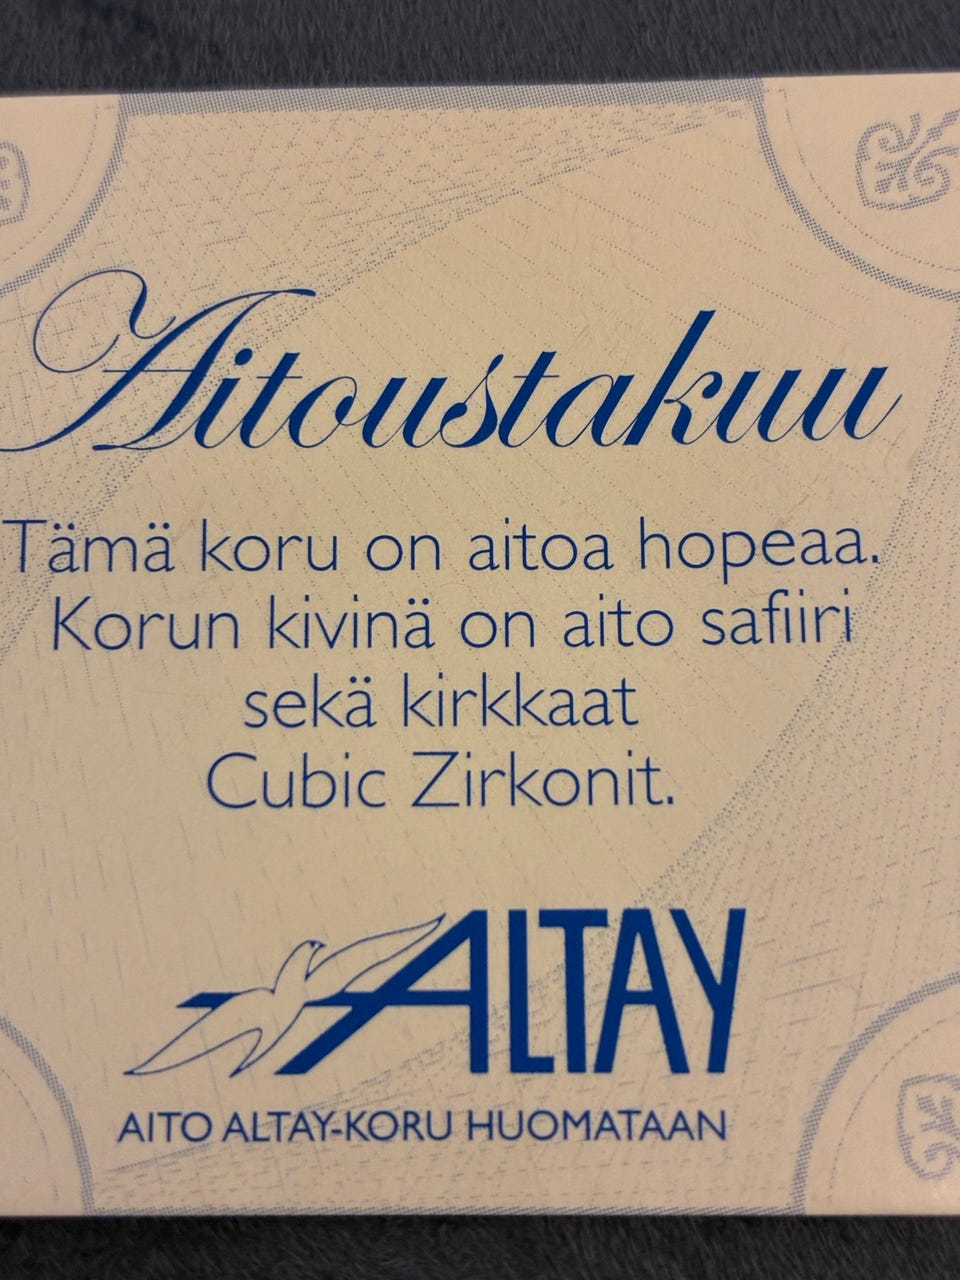 Aitoustakuu
Tämä koru on aitoa hopeaa.
Korun kivinä on aito safiiri
sekä kirkkaat
Cubic Zirkonit.
ALTAY
AITO ALTAY-KORU HUOMATAAN